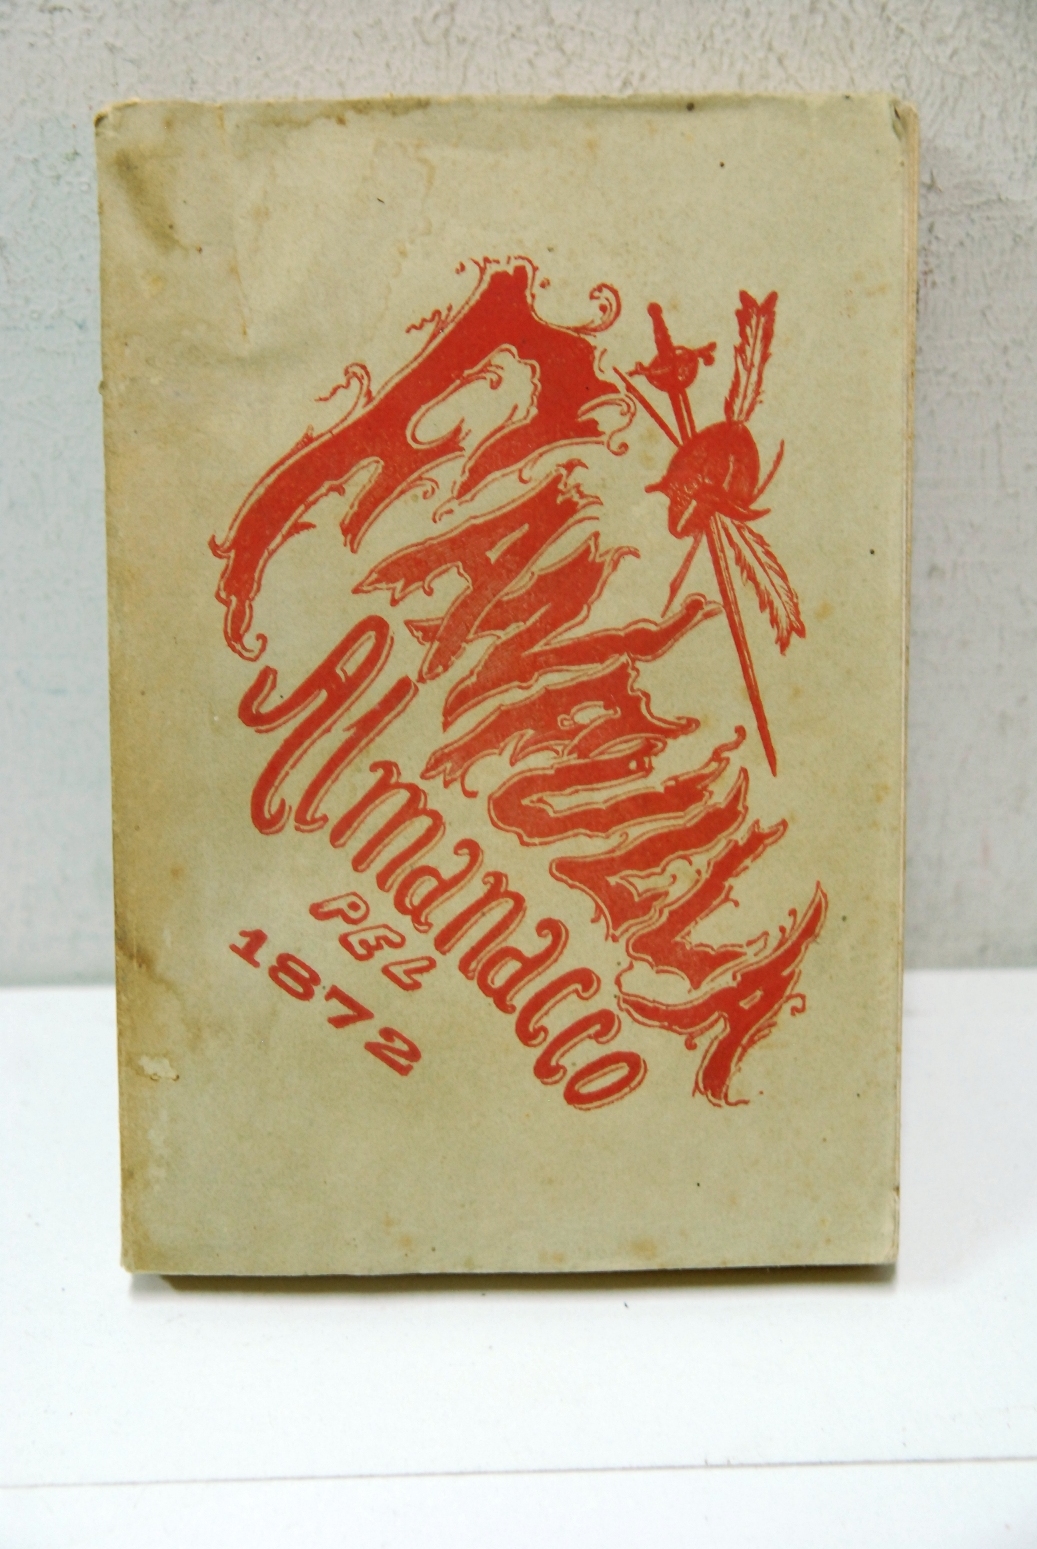 FANFULLA
Almanacco
PEL
1872